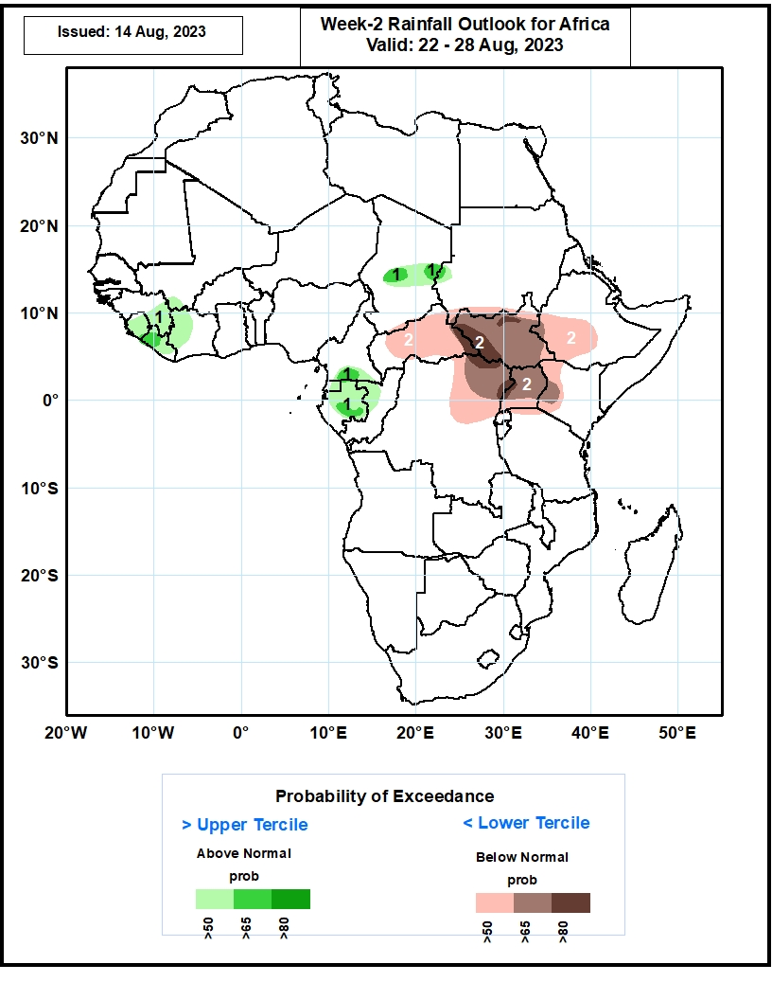 Issued: 14 Aug, 2023
Week-2 Rainfall Outlook for Africa
Valid: 22 - 28 Aug, 2023
30°N
20°N
10°N
0°
10°S
20°S
30°S
1
1
1
2
2
2
1
2
1
20°W
10°W
0°
10°E
20°E
30°E
40°E
50°E
Probability of Exceedance
> Upper Tercile
< Lower Tercile
Above Normal
Below Normal
prob
prob
>50
>65
>80
>50
>65
>80